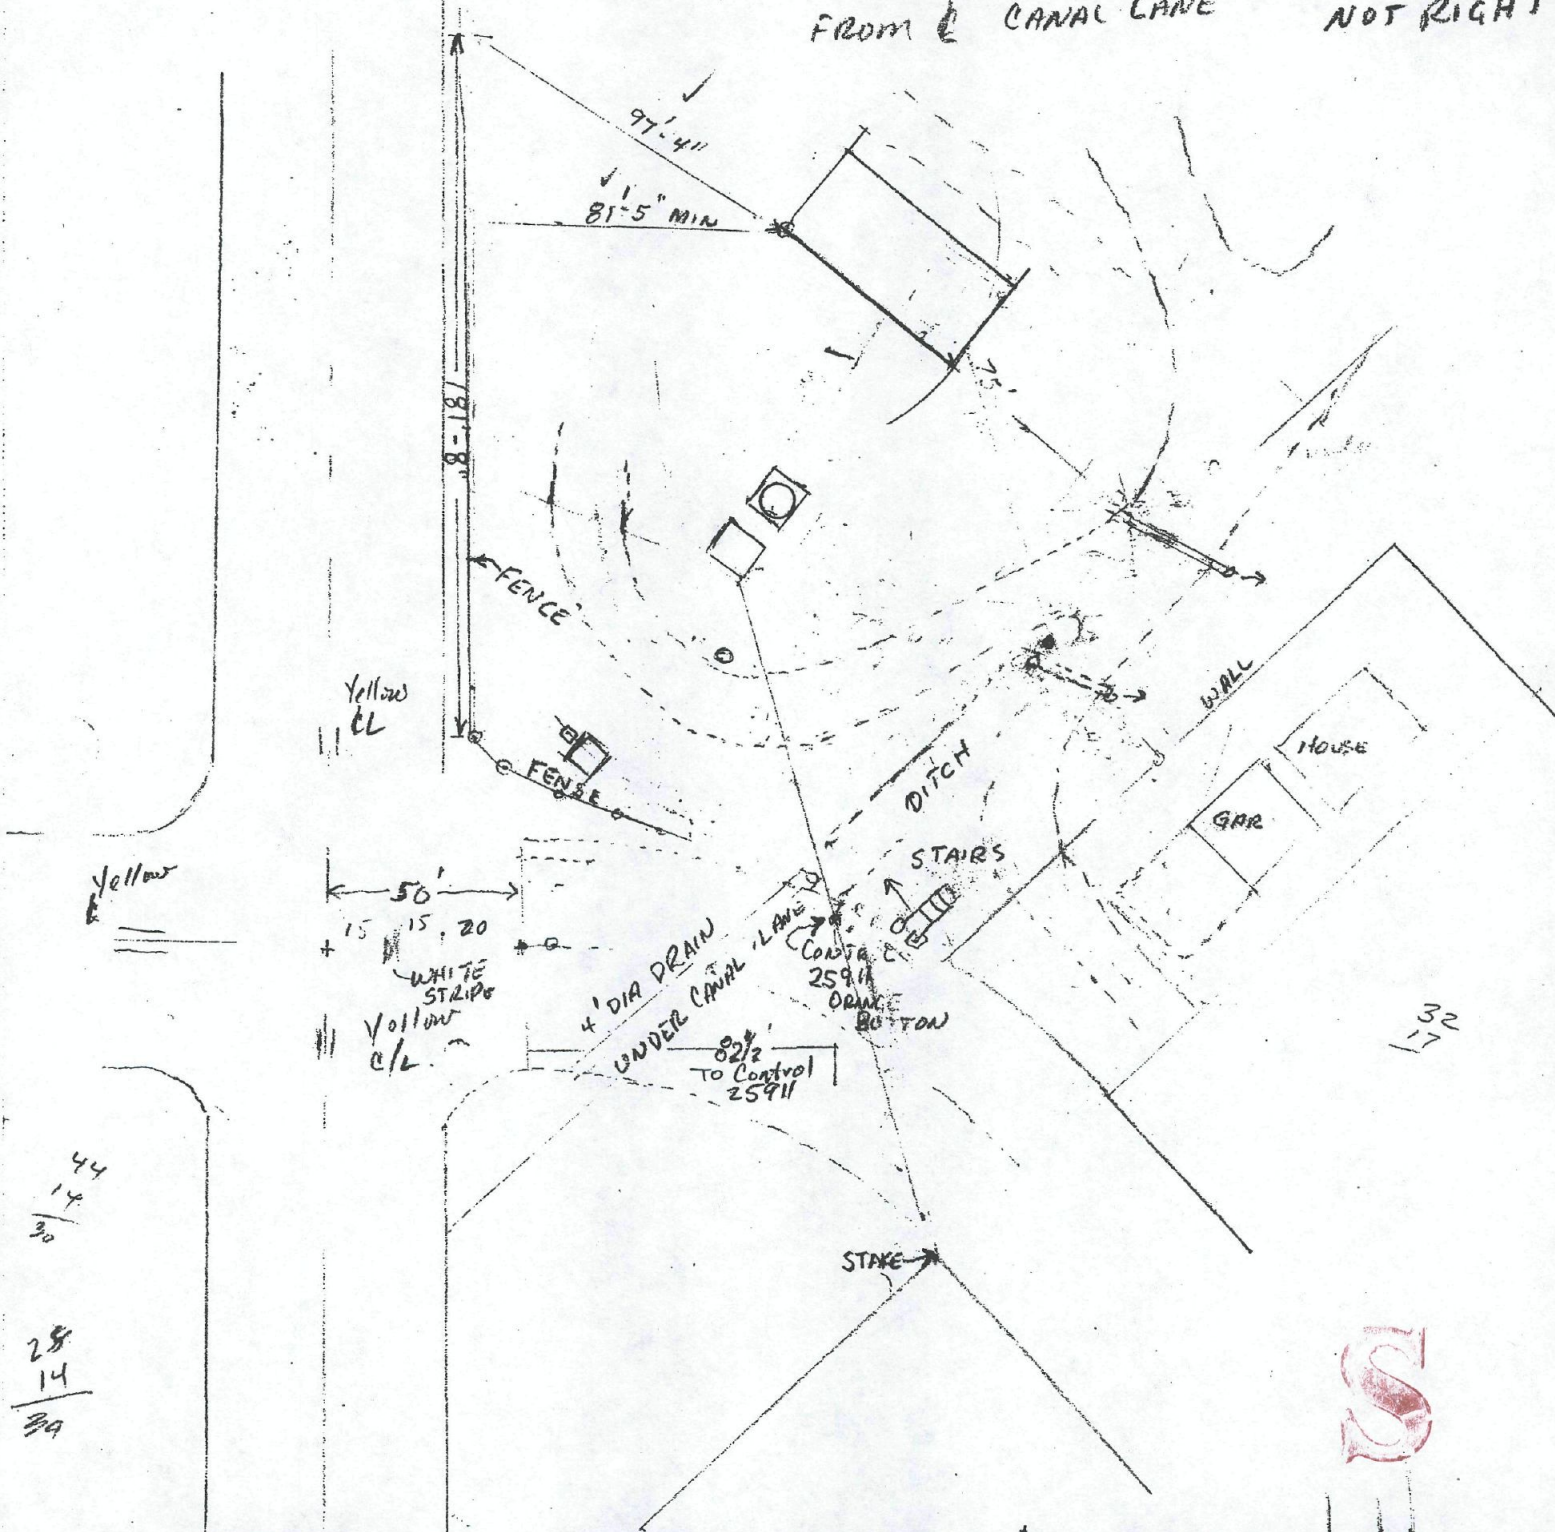 FROM ℄ CANAL LANE NOT RIGHT
97'-4"
81'-5" MIN
181'-8"
75'
FENCE
Yellow
CL
WALL
HOUSE
GAR
DITCH
FENSE
STAIRS
Yellow
℄
50'
15 15 20
WHITE
STRIPE
4' DIA DRAIN
UNDER CANAL LANE
CONTROL
25911
ORANGE
BUTTON
Yellow
C/L
82½'
TO Control
25911
32
17
44
14
30
STAKE
28
14
S